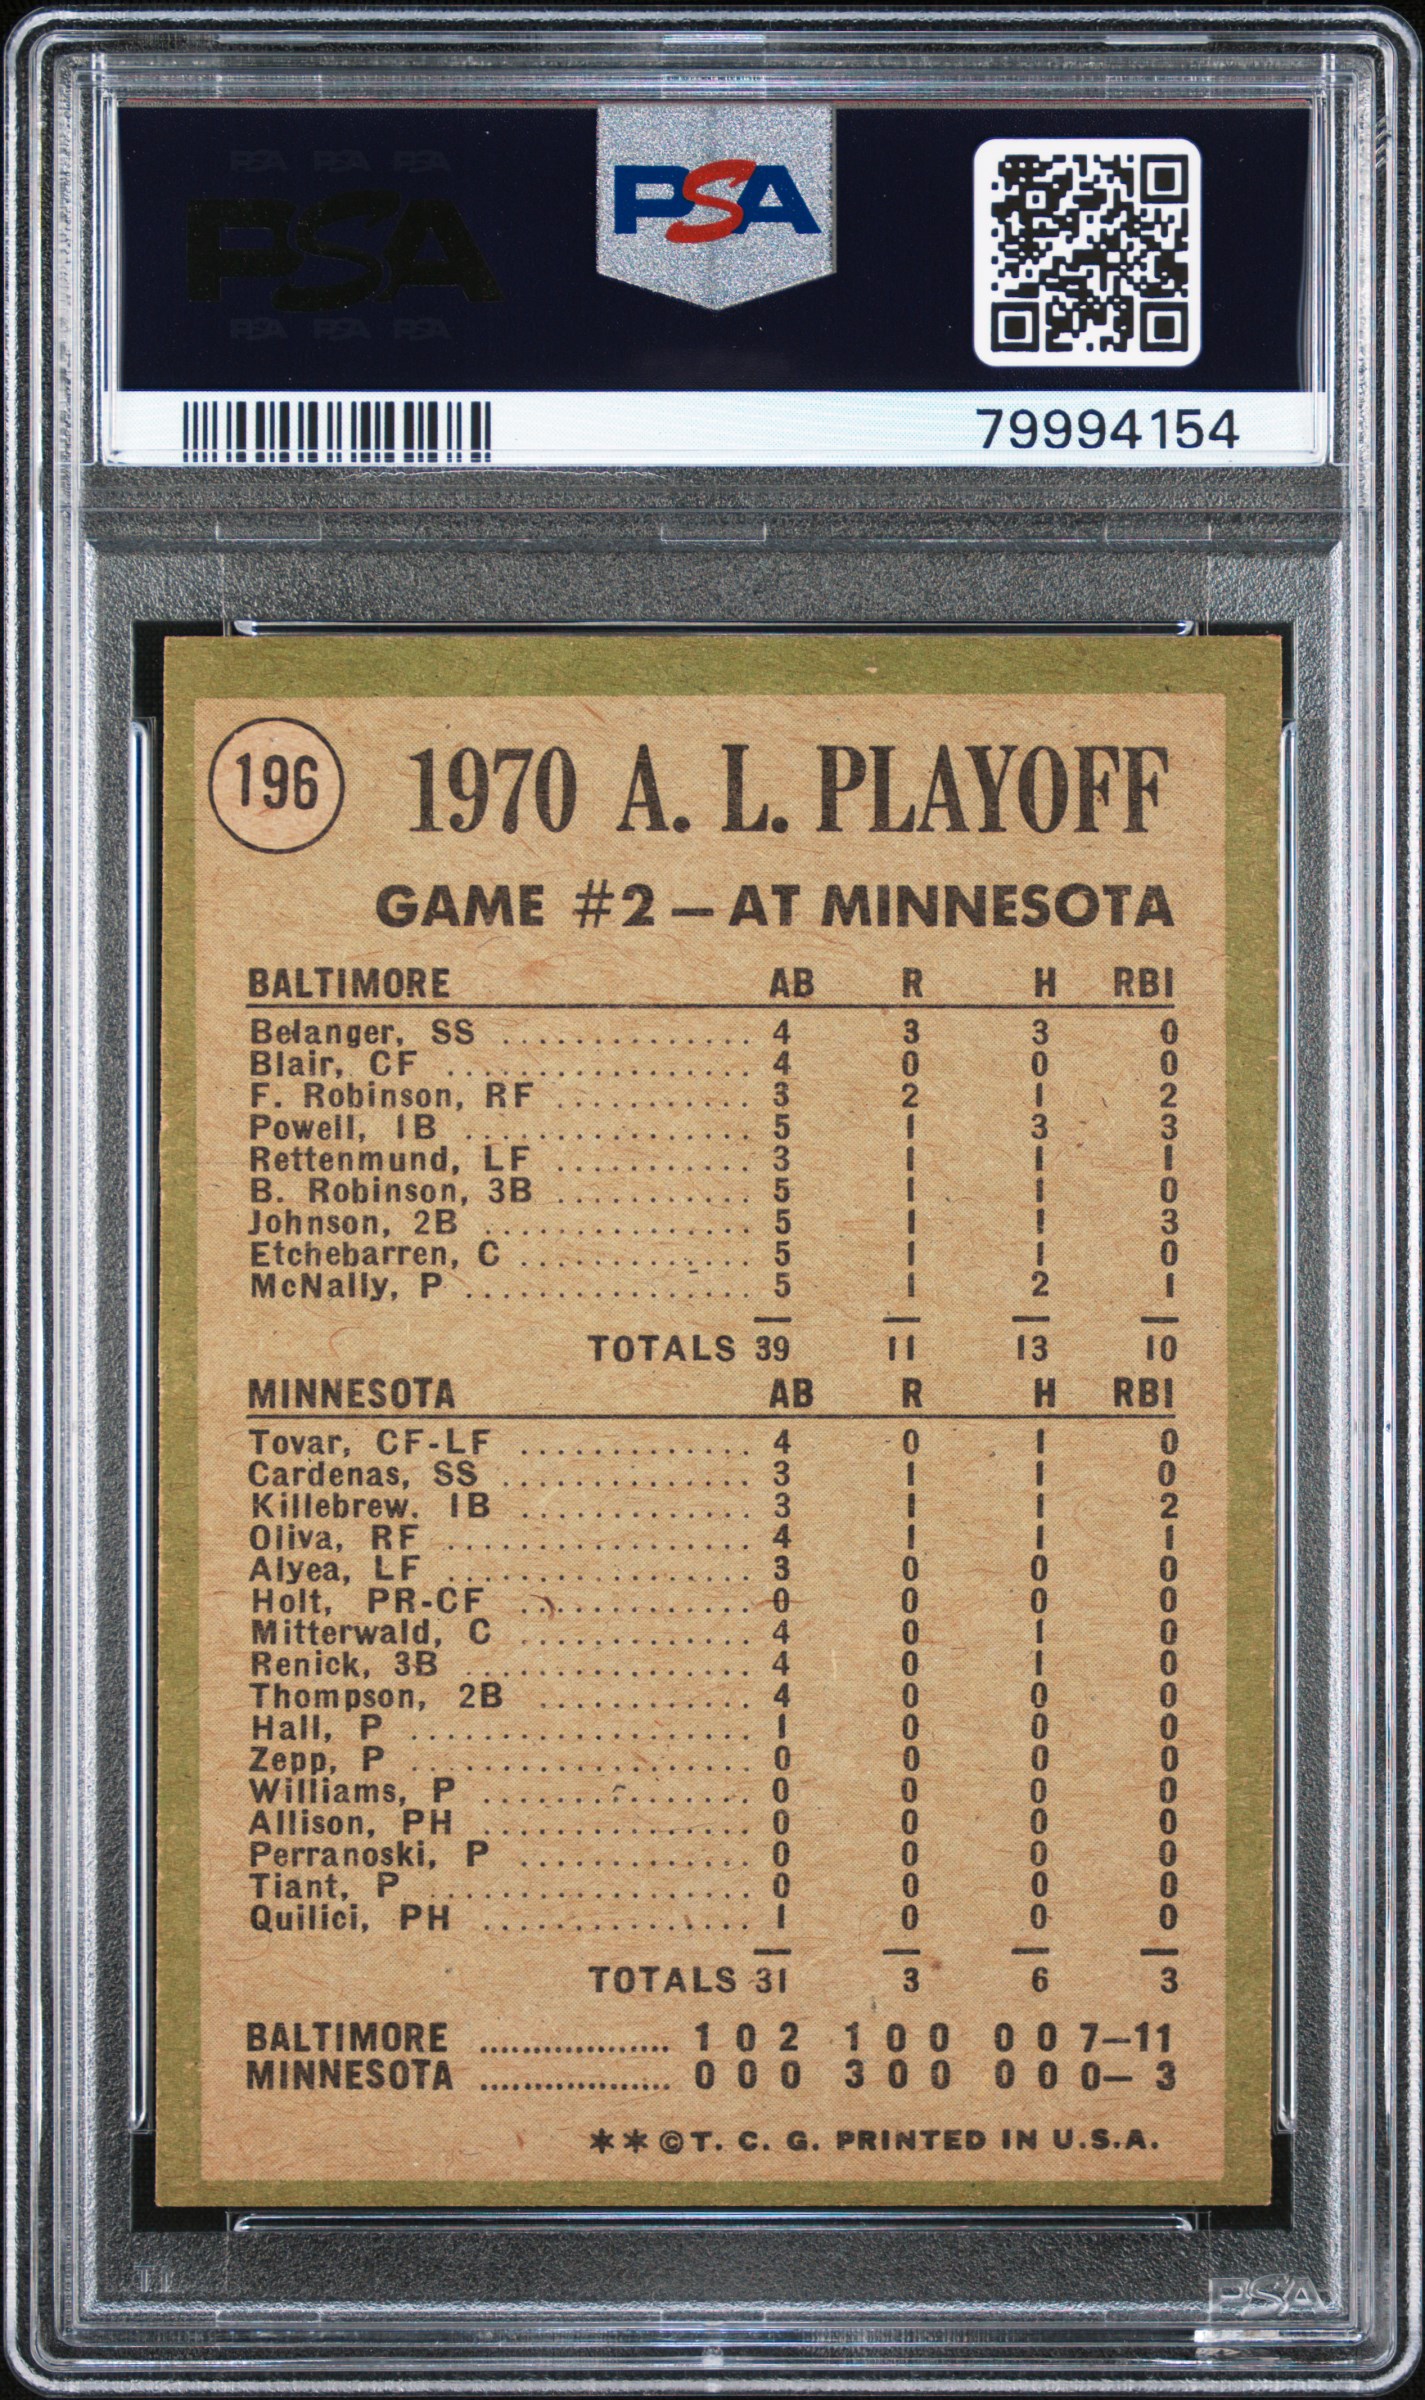 PSA PSA PSA
PSA
PSA PSA PSA
PSA
79994154
196
1970 A. L. PLAYOFF
GAME #2 — AT MINNESOTA
BALTIMORE AB R H RBI
Belanger, SS .............. 4 3 3 0
Blair, CF .................. 4 0 0 0
F. Robinson, RF ............ 3 2 1 2
Powell, 1B ................. 5 1 3 3
Rettenmund, LF ............ 3 1 1 1
B. Robinson, 3B ............ 5 1 1 0
Johnson, 2B ................ 5 1 1 3
Etchebarren, C .............. 5 1 1 0
McNally, P ................. 5 1 2 1
TOTALS 39 11 13 10
MINNESOTA AB R H RBI
Tovar, CF-LF .............. 4 0 1 0
Cardenas, SS .............. 3 1 1 0
Killebrew. 1B .............. 3 1 1 2
Oliva, RF .................. 4 1 1 1
Alyea, LF .................. 3 0 0 0
Holt, PR-CF .............. 0 0 0 0
Mitterwald, C .............. 4 0 1 0
Renick, 3B ................. 4 0 1 0
Thompson, 2B ............. 4 0 0 0
Hall, P .................... 1 0 0 0
Zepp, P .................... 0 0 0 0
Williams, P ................ 0 0 0 0
Allison, PH ................ 0 0 0 0
Perranoski, P .............. 0 0 0 0
Tiant, P ................... 0 0 0 0
Quilici, PH ................ 1 0 0 0
TOTALS 31 3 6 3
BALTIMORE .................. 1 0 2 1 0 0 0 0 7—11
MINNESOTA .................. 0 0 0 3 0 0 0 0 0— 3
**©T. C. G. PRINTED IN U.S.A.
PSA